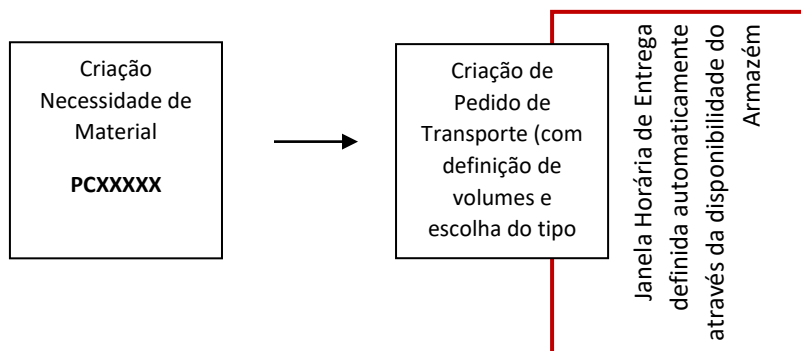 Criação
Necessidade de
Material
PCXXXXX
Criação de
Pedido de
Transporte (com
definição de
volumes e
escolha do tipo
Janela Horária de Entrega
definida automaticamente
através da disponibilidade do
Armazém